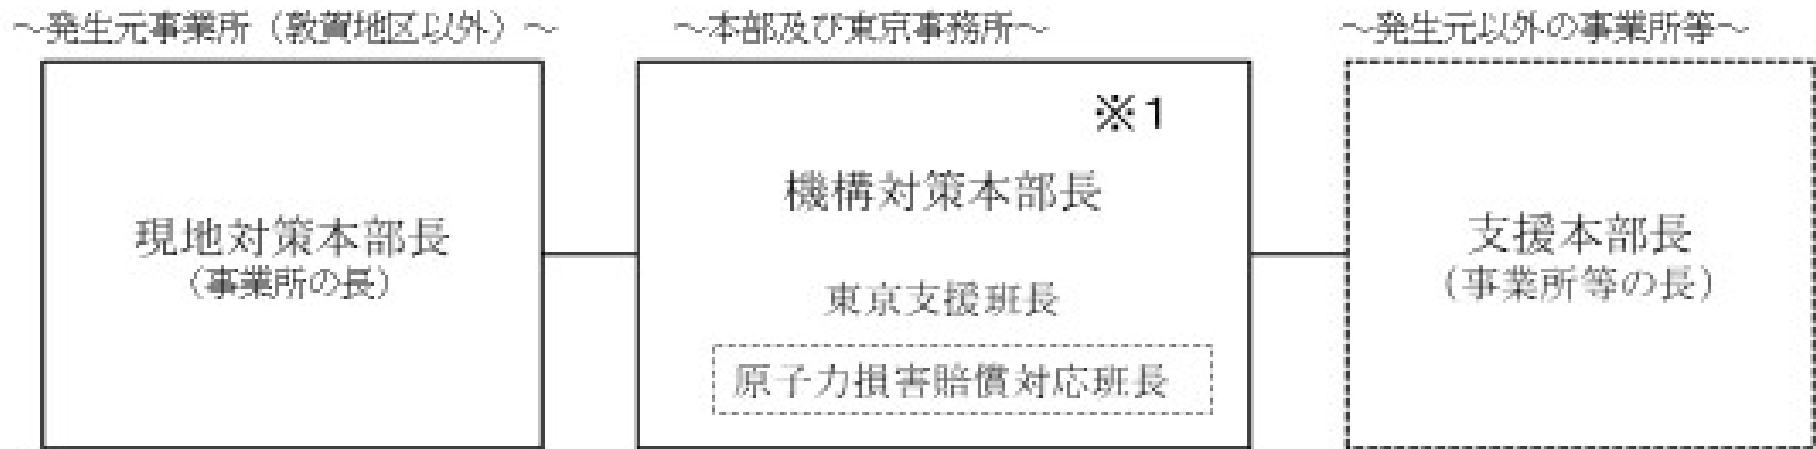 ～発生元事業所（敦賀地区以外）～
現地対策本部長
（事業所の長）
～本部及び東京事務所～
※1
機構対策本部長
東京支援班長
原子力損害賠償対応班長
～発生元以外の事業所等～
支援本部長
（事業所等の長）